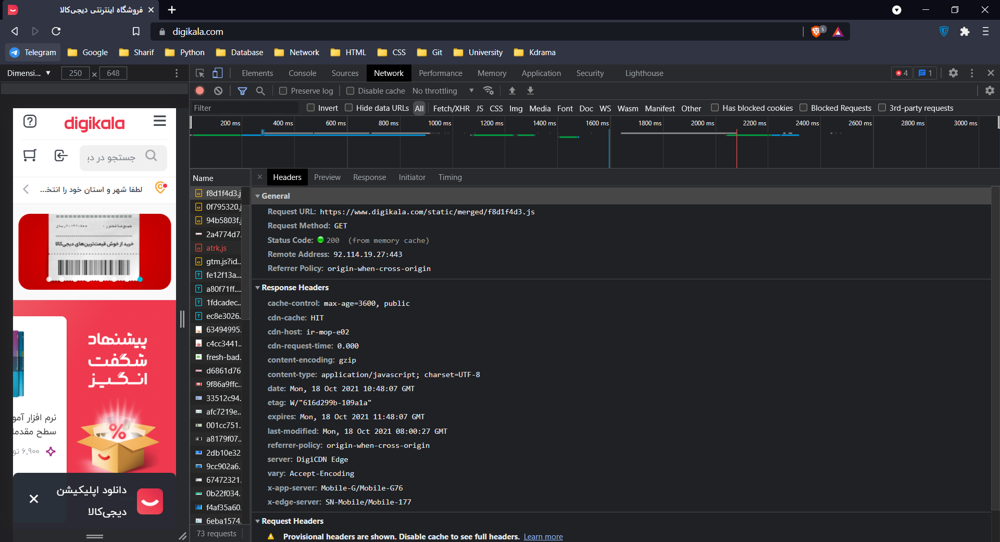 فروشگاه اینترنتی دیجی‌کالا
digikala.com
5
Telegram Google Sharif Python Database Network HTML CSS Git University Kdrama
Dimensi... 250 × 648
Elements Console Sources Network Performance Memory Application Security Lighthouse 4 1
Preserve log Disable cache No throttling
Filter Invert Hide data URLs All Fetch/XHR JS CSS Img Media Font Doc WS Wasm Manifest Other Has blocked cookies Blocked Requests 3rd-party requests
200 ms 400 ms 600 ms 800 ms 1000 ms 1200 ms 1400 ms 1600 ms 1800 ms 2000 ms 2200 ms 2400 ms 2600 ms 2800 ms 3000 ms
digikala
جستجو در دی
لطفا شهر و استان خود را انتخ...
خرید از خوش قیمت‌ترین‌های دیجی‌کالا
پیشنهاد
شگفت
انگیز
%
نرم افزار آمو
سطح مقدما
۶,۹۰۰ تو
دانلود اپلیکیشن
دیجی‌کالا
Name
f8d1f4d3.j
0f795320.j
94b5803f.j
2a4774d7.
atrk.js
gtm.js?id..
fe12f13a...
a80f71ff....
1fdcadec..
ec8e3026.
63494995.
c4cc3441..
fresh-bad.
d6861d76
9f86a9ffc..
33512c94.
afc7219e..
001cc751.
a8179f07..
2db10e32
9cc902a6.
67472321.
0b22f034.
f4af35a60.
6eba1574.
73 requests
Headers Preview Response Initiator Timing
General
Request URL: https://www.digikala.com/static/merged/f8d1f4d3.js
Request Method: GET
Status Code: 200 (from memory cache)
Remote Address: 92.114.19.27:443
Referrer Policy: origin-when-cross-origin
Response Headers
cache-control: max-age=3600, public
cdn-cache: HIT
cdn-host: ir-mop-e02
cdn-request-time: 0.000
content-encoding: gzip
content-type: application/javascript; charset=UTF-8
date: Mon, 18 Oct 2021 10:48:07 GMT
etag: W/"616d299b-109a1a"
expires: Mon, 18 Oct 2021 11:48:07 GMT
last-modified: Mon, 18 Oct 2021 08:00:27 GMT
referrer-policy: origin-when-cross-origin
server: DigiCDN Edge
vary: Accept-Encoding
x-app-server: Mobile-G/Mobile-G76
x-edge-server: SN-Mobile/Mobile-177
Request Headers
Provisional headers are shown. Disable cache to see full headers. Learn more